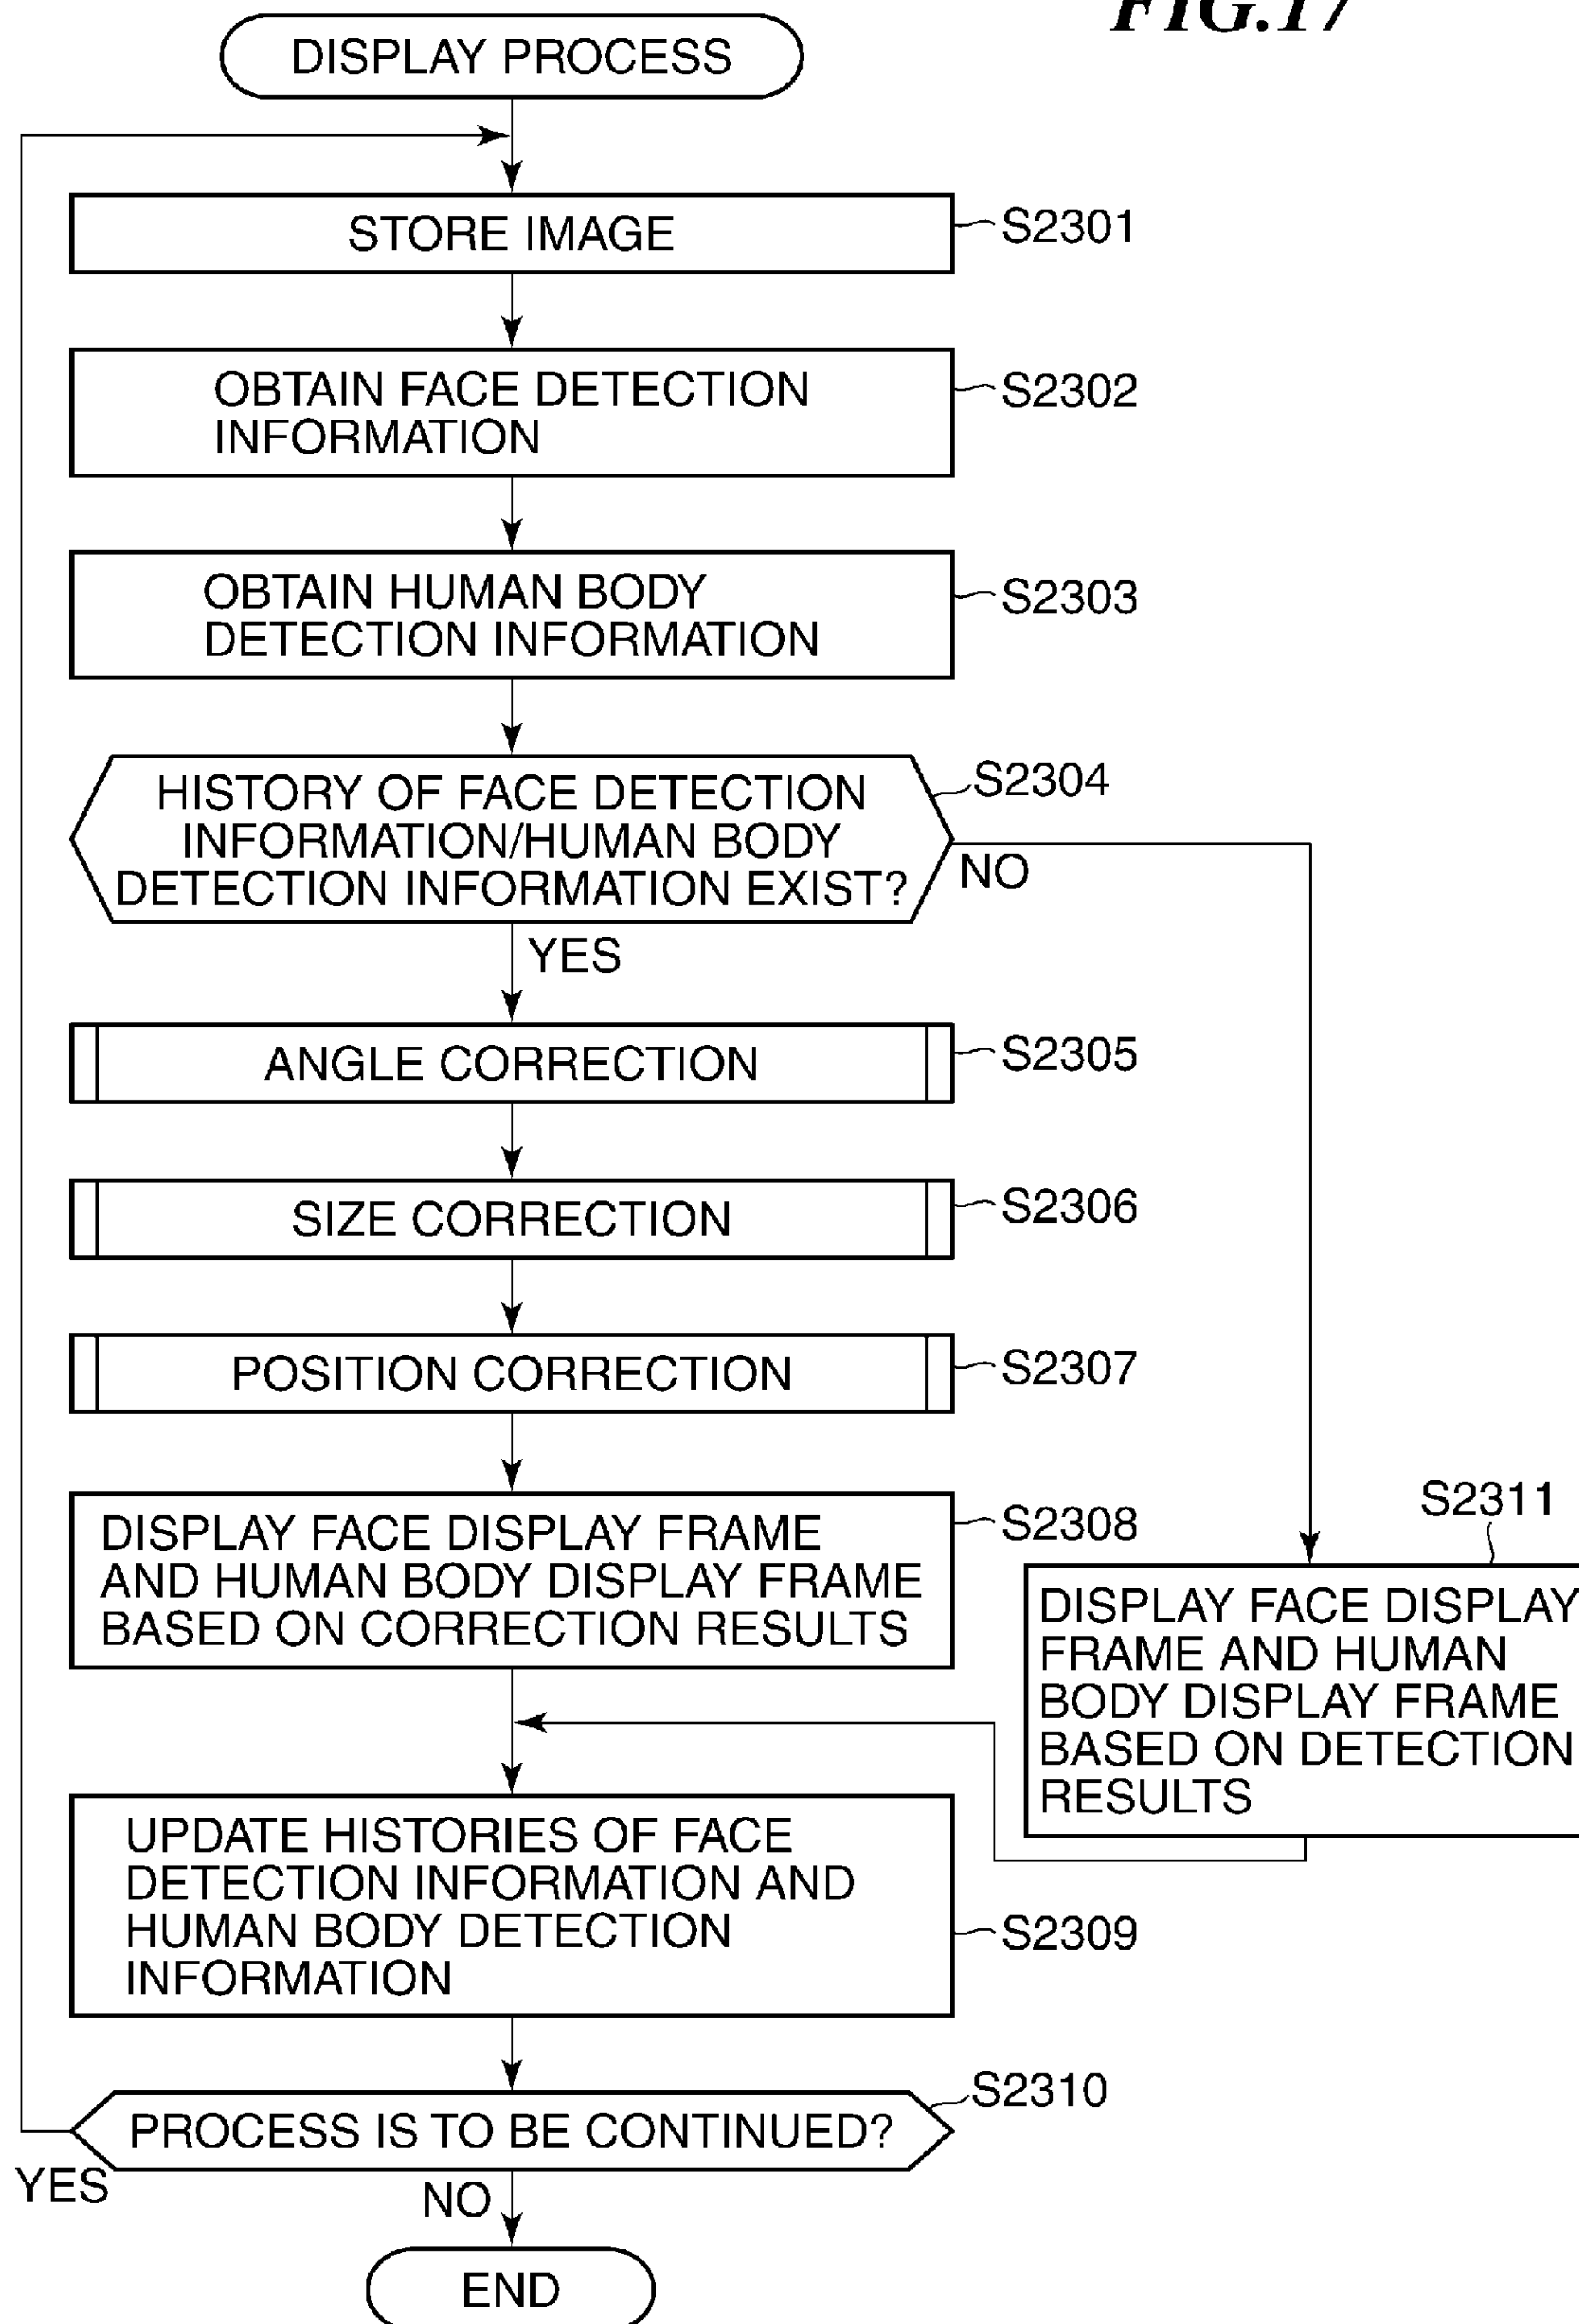 FIG.17
DISPLAY PROCESS
STORE IMAGE
S2301
OBTAIN FACE DETECTION
INFORMATION
S2302
OBTAIN HUMAN BODY
DETECTION INFORMATION
S2303
HISTORY OF FACE DETECTION
INFORMATION/HUMAN BODY
DETECTION INFORMATION EXIST?
S2304
NO
YES
ANGLE CORRECTION
S2305
SIZE CORRECTION
S2306
POSITION CORRECTION
S2307
DISPLAY FACE DISPLAY FRAME
AND HUMAN BODY DISPLAY FRAME
BASED ON CORRECTION RESULTS
S2308
S2311
DISPLAY FACE DISPLAY
FRAME AND HUMAN
BODY DISPLAY FRAME
BASED ON DETECTION
RESULTS
UPDATE HISTORIES OF FACE
DETECTION INFORMATION AND
HUMAN BODY DETECTION
INFORMATION
S2309
PROCESS IS TO BE CONTINUED?
S2310
YES
NO
END